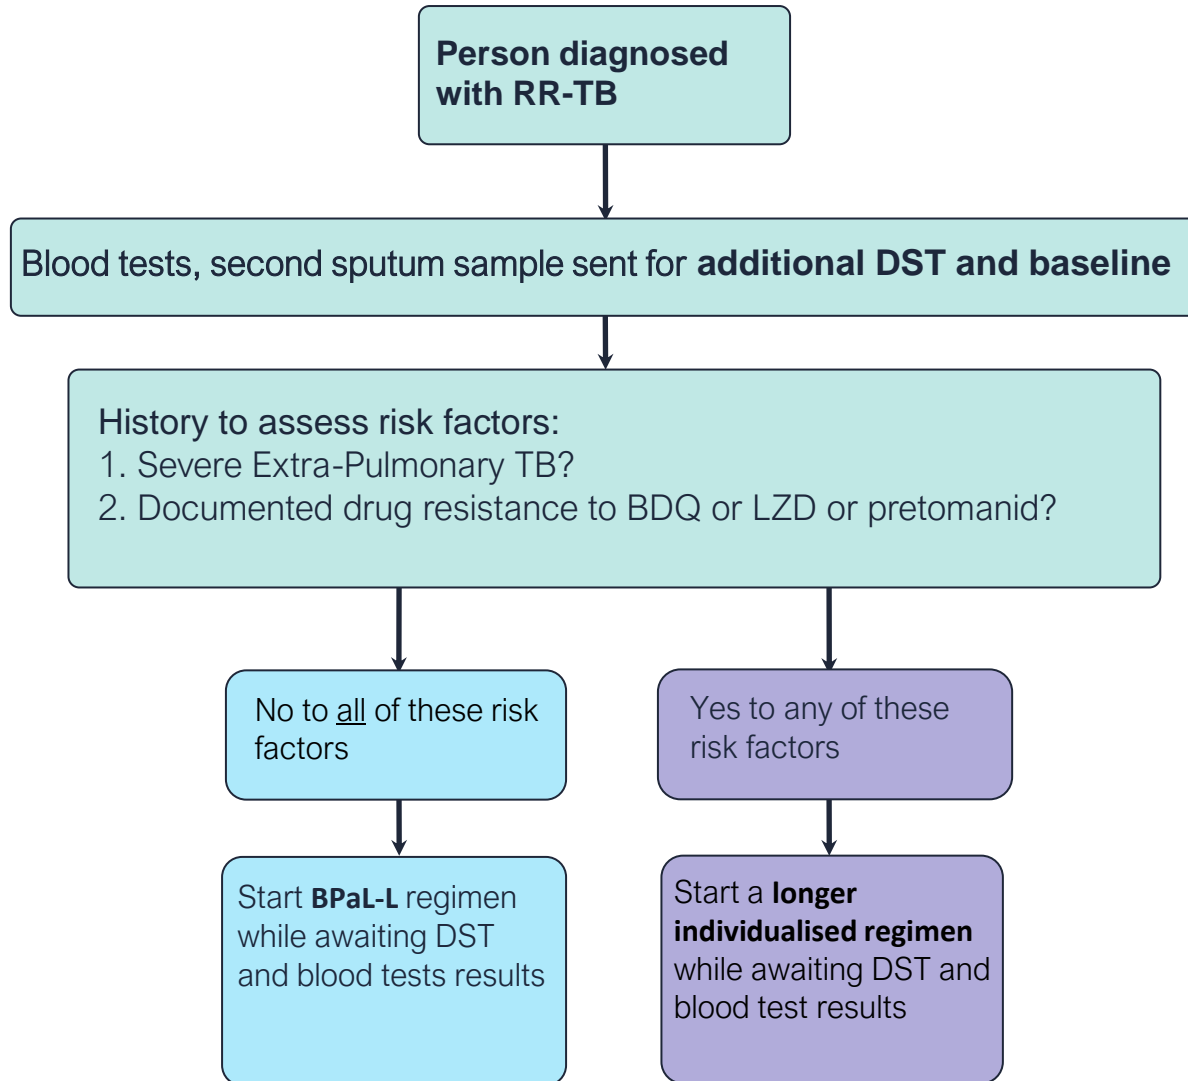 Person diagnosed
with RR-TB
Blood tests, second sputum sample sent for additional DST and baseline
History to assess risk factors:
1. Severe Extra-Pulmonary TB?
2. Documented drug resistance to BDQ or LZD or pretomanid?
No to all of these risk
factors
Yes to any of these
risk factors
Start BPaL-L regimen
while awaiting DST
and blood tests results
Start a longer
individualised regimen
while awaiting DST and
blood test results